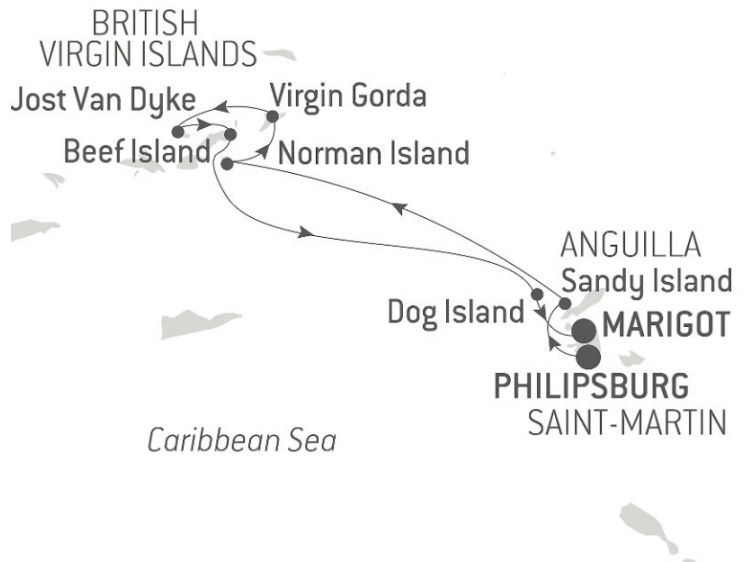 BRITISH
VIRGIN ISLANDS
Jost Van Dyke
Virgin Gorda
Beef Island
Norman Island
ANGUILLA
Sandy Island
Dog Island
MARIGOT
PHILIPSBURG
SAINT-MARTIN
Caribbean Sea